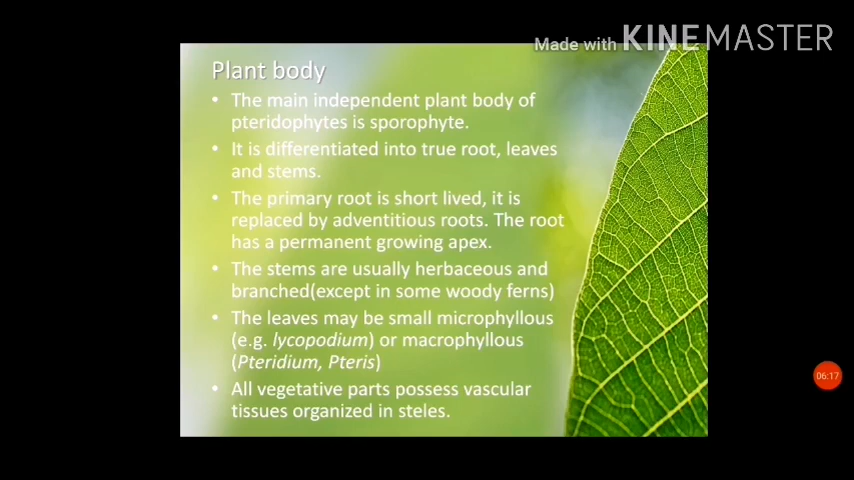 Made with KINEMASTER
Plant body
• The main independent plant body of
pteridophytes is sporophyte.
• It is differentiated into true root, leaves
and stems.
• The primary root is short lived, it is
replaced by adventitious roots. The root
has a permanent growing apex.
• The stems are usually herbaceous and
branched(except in some woody ferns)
• The leaves may be small microphyllous
(e.g. lycopodium) or macrophyllous
(Pteridium, Pteris)
• All vegetative parts possess vascular
tissues organized in steles.
06:17